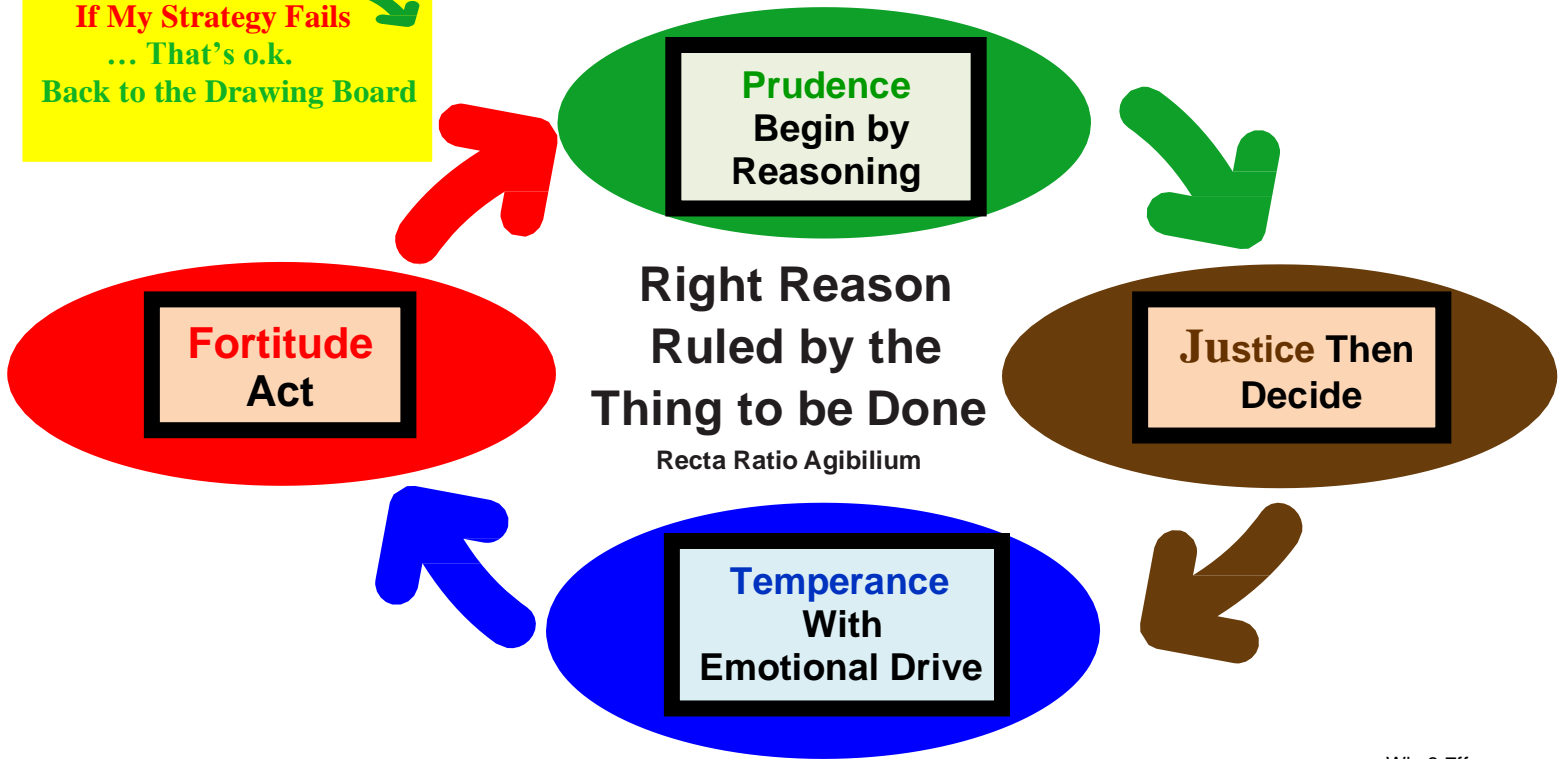 If My Strategy Fails
… That’s o.k.
Back to the Drawing Board
Prudence
Begin by
Reasoning
Right Reason
Ruled by the
Thing to be Done
Recta Ratio Agibilium
Fortitude
Act
Justice Then
Decide
Temperance
With
Emotional Drive